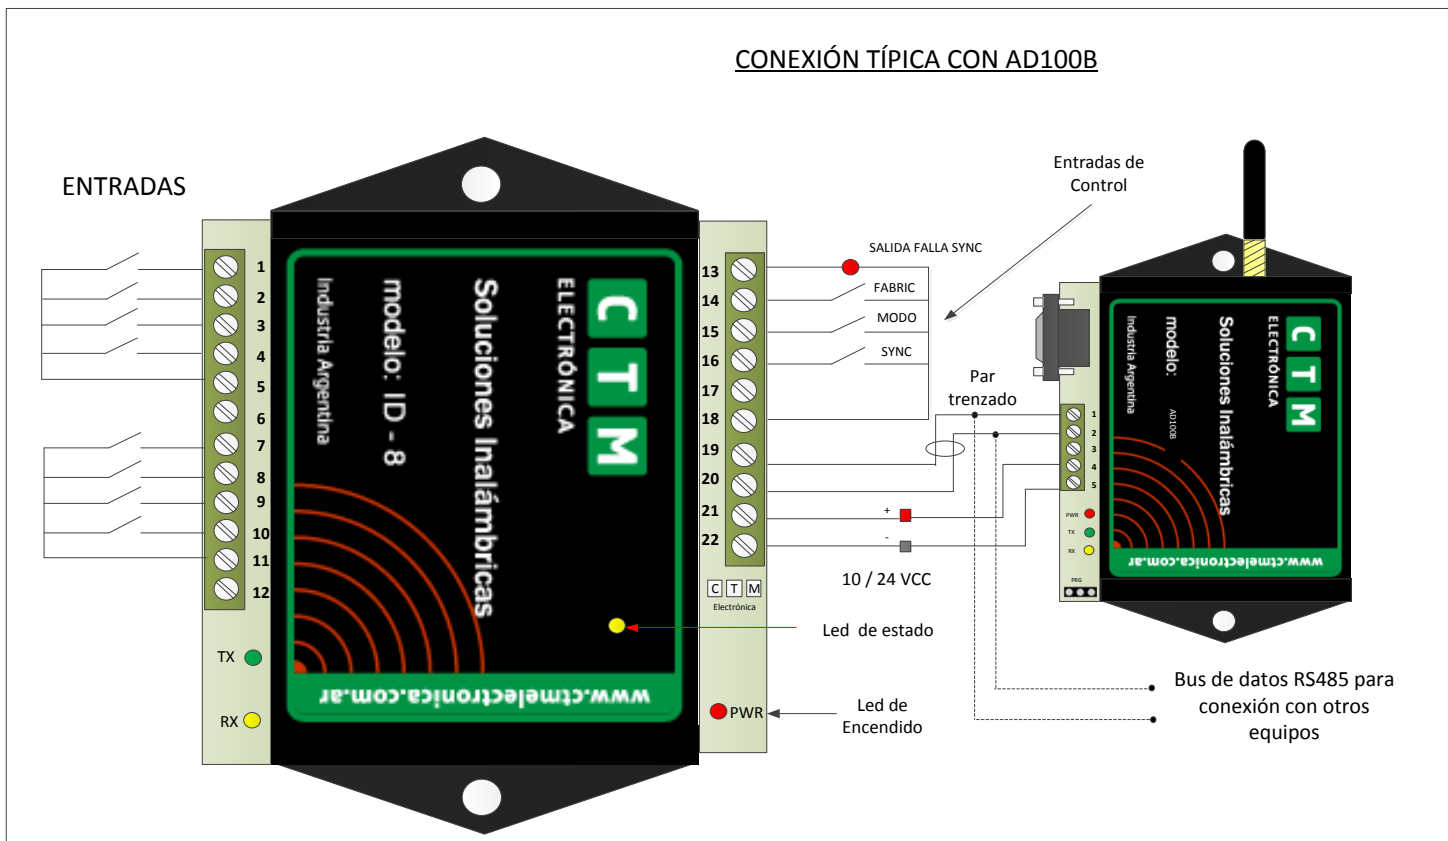 CONEXIÓN TÍPICA CON AD100B
ENTRADAS
1
2
3
4
5
6
7
8
9
10
11
12
TX
RX
C T M
ELECTRÓNICA
Soluciones Inalámbricas
modelo: ID - 8
Industria Argentina
www.ctmelectronica.com.ar
13
14
15
16
17
18
19
20
21
22
C T M
Electrónica
PWR
SALIDA FALLA SYNC
FABRIC
MODO
SYNC
Entradas de
Control
Par
trenzado
+
-
10 / 24 VCC
Led de estado
Led de
Encendido
1
2
3
4
5
PWR
TX
RX
PRG
C T M
ELECTRÓNICA
Soluciones Inalámbricas
modelo: AD100B
Industria Argentina
www.ctmelectronica.com.ar
Bus de datos RS485 para
conexión con otros
equipos